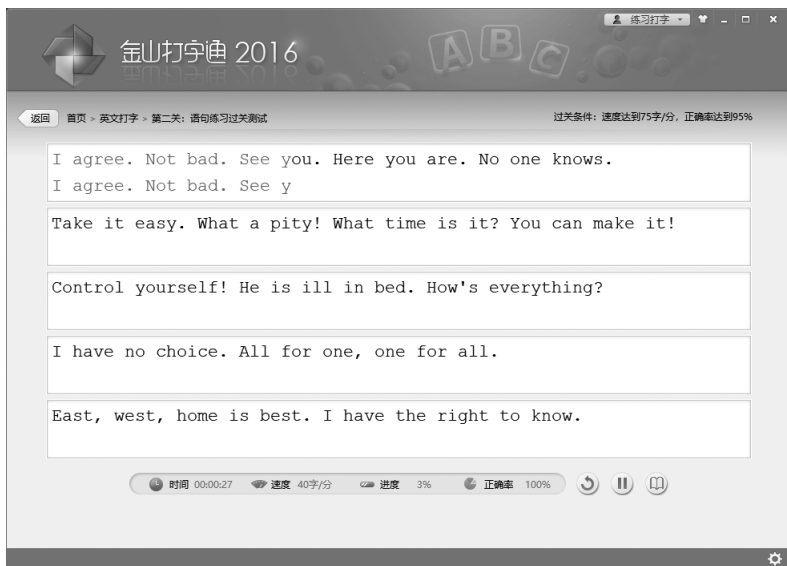 练习打字
金山打字通 2016
A B C
返回 首页 > 英文打字 > 第二关：语句练习过关测试 过关条件：速度达到75字/分，正确率达到95%
I agree. Not bad. See you. Here you are. No one knows.
I agree. Not bad. See y
Take it easy. What a pity! What time is it? You can make it!
Control yourself! He is ill in bed. How's everything?
I have no choice. All for one, one for all.
East, west, home is best. I have the right to know.
时间 00:00:27 速度 40字/分 进度 3% 正确率 100%